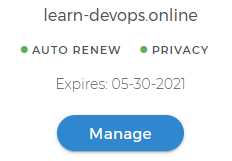 learn-devops.online
AUTO RENEW PRIVACY
Expires: 05-30-2021
Manage